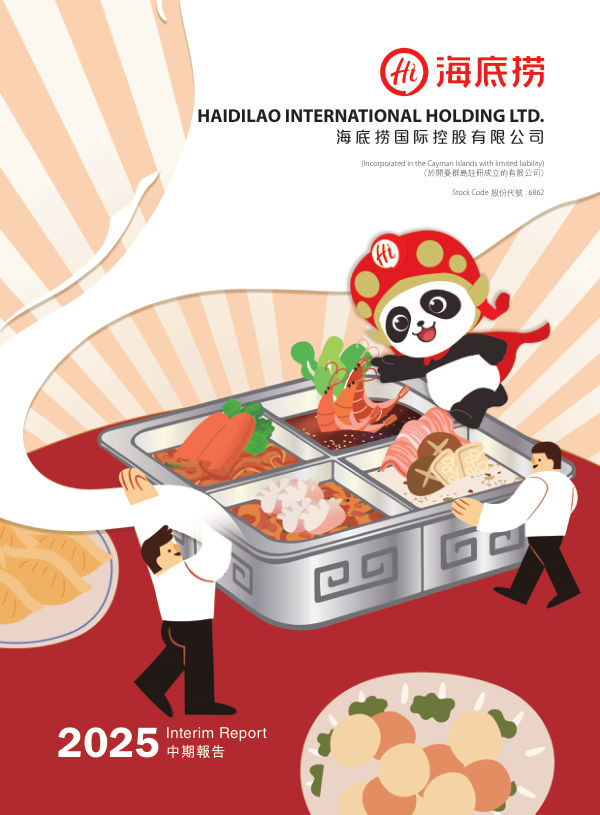 Hi 海底捞
HAIDILAO INTERNATIONAL HOLDING LTD.
海底捞国际控股有限公司
(Incorporated in the Cayman Islands with limited liability)
（於開曼群島註冊成立的有限公司）
Stock Code 股份代號 : 6862
Hi
2025 Interim Report
中期報告